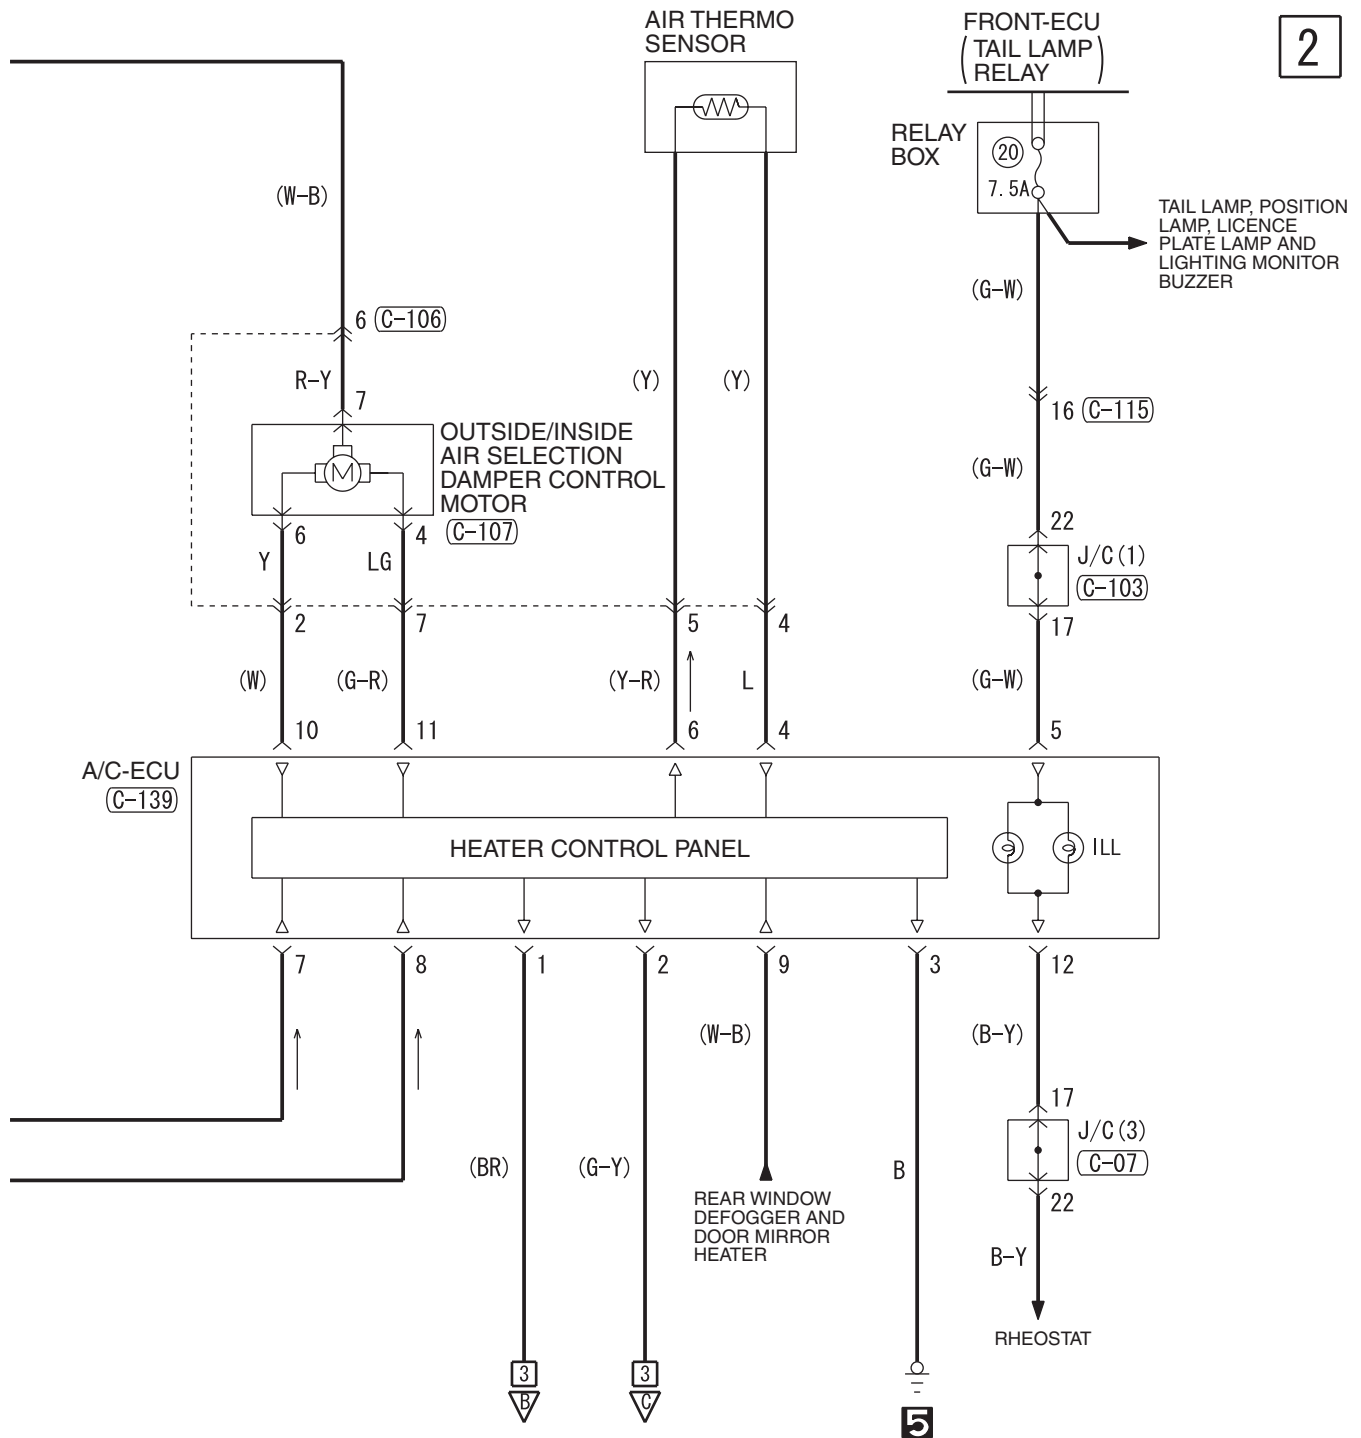 AIR THERMO
SENSOR
FRONT-ECU
(TAIL LAMP
RELAY)
2
RELAY
BOX
20
7.5A
TAIL LAMP, POSITION
LAMP, LICENCE
PLATE LAMP AND
LIGHTING MONITOR
BUZZER
(W-B)
(G-W)
6 (C-106)
R-Y
7
(Y)
(Y)
16 (C-115)
OUTSIDE/INSIDE
AIR SELECTION
DAMPER CONTROL
MOTOR
(C-107)
M
(G-W)
6
4
22
Y
LG
J/C(1)
(C-103)
2
7
5
4
17
(W)
(G-R)
(Y-R)
L
(G-W)
10
11
6
4
5
A/C-ECU
(C-139)
HEATER CONTROL PANEL
ILL
7
8
1
2
9
3
12
(W-B)
(B-Y)
17
J/C(3)
(C-07)
(BR)
(G-Y)
B
22
REAR WINDOW
DEFOGGER AND
DOOR MIRROR
HEATER
B-Y
RHEOSTAT
3
B
3
C
5